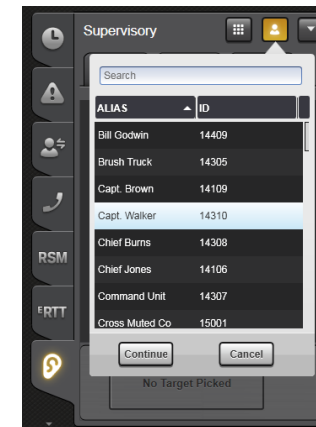 Supervisory
Search
ALIAS ID
Bill Godwin 14409
Brush Truck 14305
Capt. Brown 14109
Capt. Walker 14310
Chief Burns 14308
Chief Jones 14106
Command Unit 14307
Cross Muted Co 15001
RSM
ERTT
Continue Cancel
No Target Picked